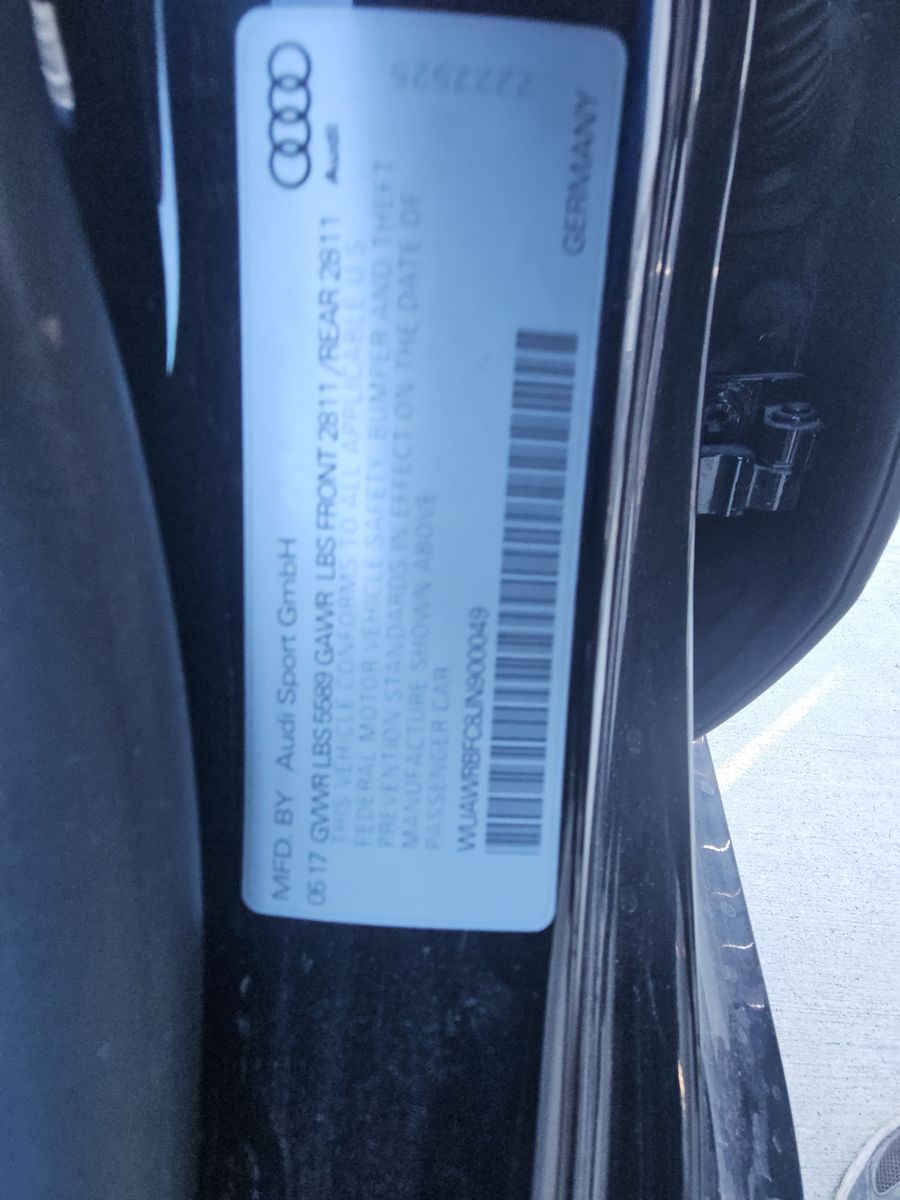 Audi
MFD. BY Audi Sport GmbH
05 17 GVWR LBS 5589 GAWR LBS FRONT 2811 /REAR 2811
THIS VEHICLE CONFORMS TO ALL APPLICABLE U S
FEDERAL MOTOR VEHICLE SAFETY, BUMPER AND THEFT
PREVENTION STANDARDS IN EFFECT ON THE DATE OF
MANUFACTURE SHOWN ABOVE
PASSENGER CAR
WUAWRBFC8JN900049
GERMANY